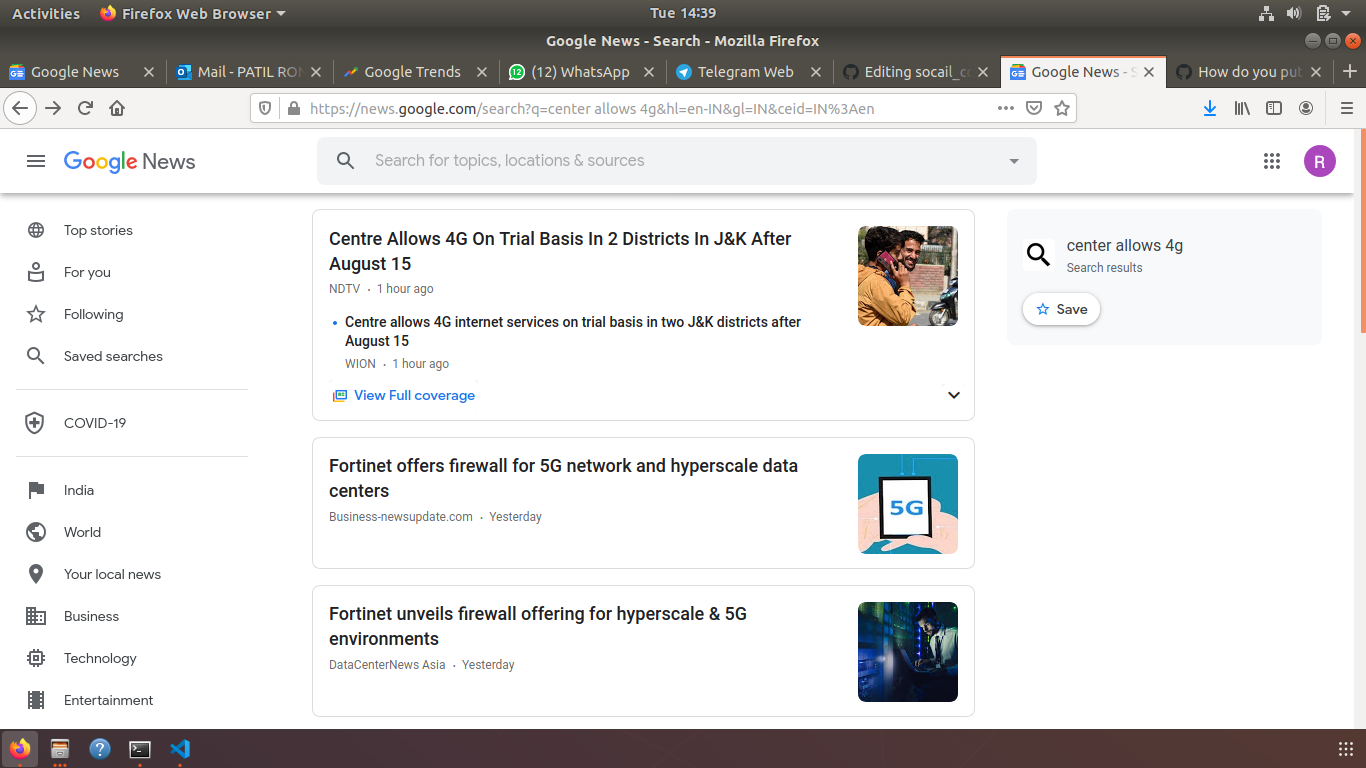 Activities
Firefox Web Browser
Tue 14:39
Google News - Search - Mozilla Firefox
Google News
Mail - PATIL RON
Google Trends
(12) WhatsApp
Telegram Web
Editing socail_co
Google News - S
How do you put
https://news.google.com/search?q=center allows 4g&hl=en-IN&gl=IN&ceid=IN%3Aen
Google News
Search for topics, locations & sources
R
Top stories
For you
Following
Saved searches
COVID-19
India
World
Your local news
Business
Technology
Entertainment
Centre Allows 4G On Trial Basis In 2 Districts In J&K After
August 15
NDTV · 1 hour ago
Centre allows 4G internet services on trial basis in two J&K districts after
August 15
WION · 1 hour ago
View Full coverage
Fortinet offers firewall for 5G network and hyperscale data
centers
Business-newsupdate.com · Yesterday
5G
Fortinet unveils firewall offering for hyperscale & 5G
environments
DataCenterNews Asia · Yesterday
center allows 4g
Search results
Save